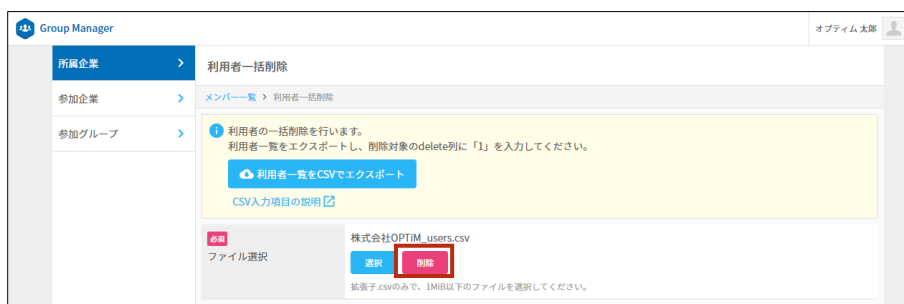 Group Manager
オプティム 太郎
所属企業
参加企業
参加グループ
利用者一括削除
メンバー一覧 > 利用者一括削除
利用者の一括削除を行います。
利用者一覧をエクスポートし、削除対象のdelete列に「1」を入力してください。
利用者一覧をCSVでエクスポート
CSV入力項目の説明
必須
ファイル選択
株式会社OPTiM_users.csv
選択 削除
拡張子.csvのみで、1MiB以下のファイルを選択してください。